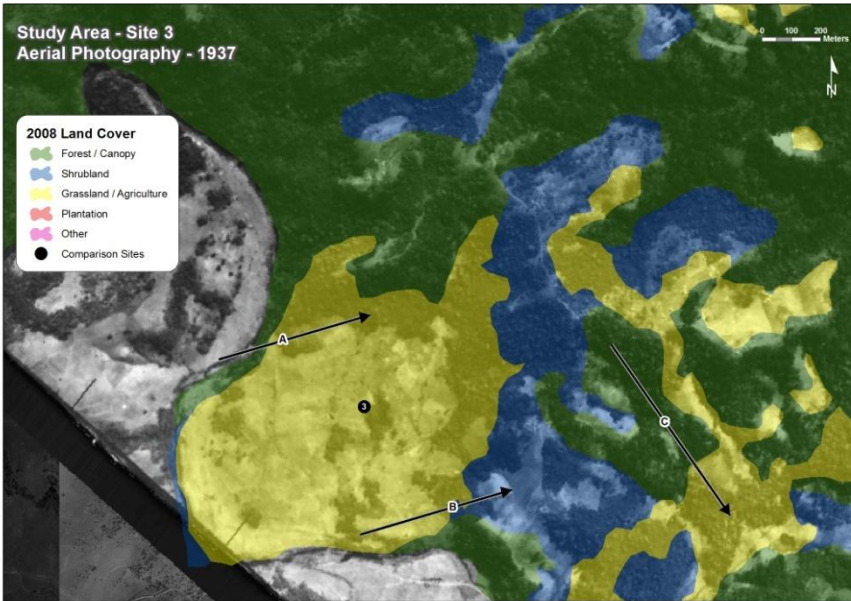 Study Area - Site 3
Aerial Photography - 1937
0 100 200
Meters
N
2008 Land Cover
Forest / Canopy
Shrubland
Grassland / Agriculture
Plantation
Other
Comparison Sites
A
3
C
B